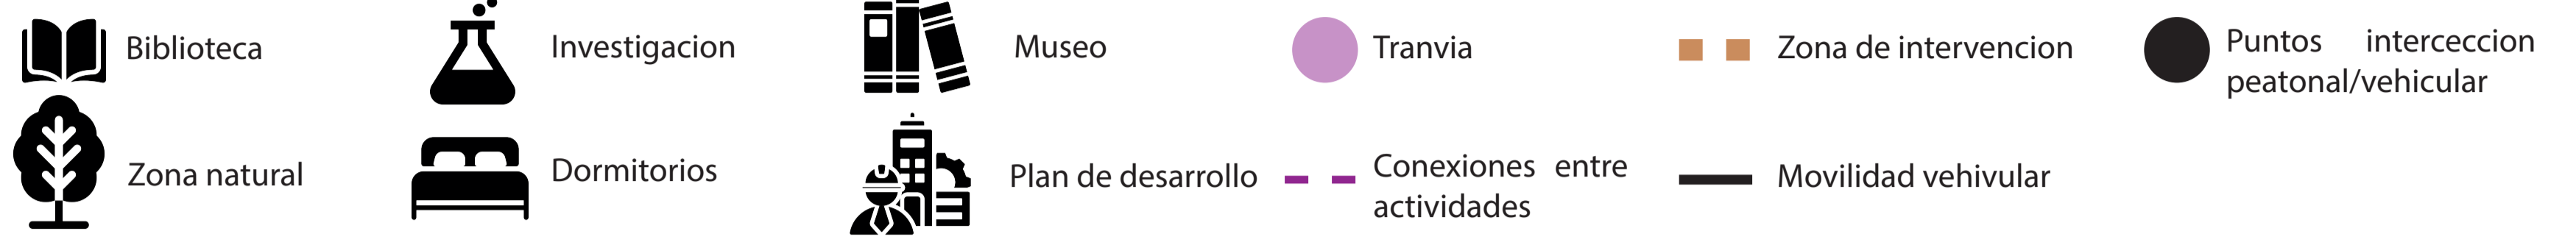 Biblioteca
Investigacion
Museo
Tranvia
Zona de intervencion
Puntos interceccion
peatonal/vehicular
Zona natural
Dormitorios
Plan de desarrollo
Conexiones entre
actividades
Movilidad vehivular